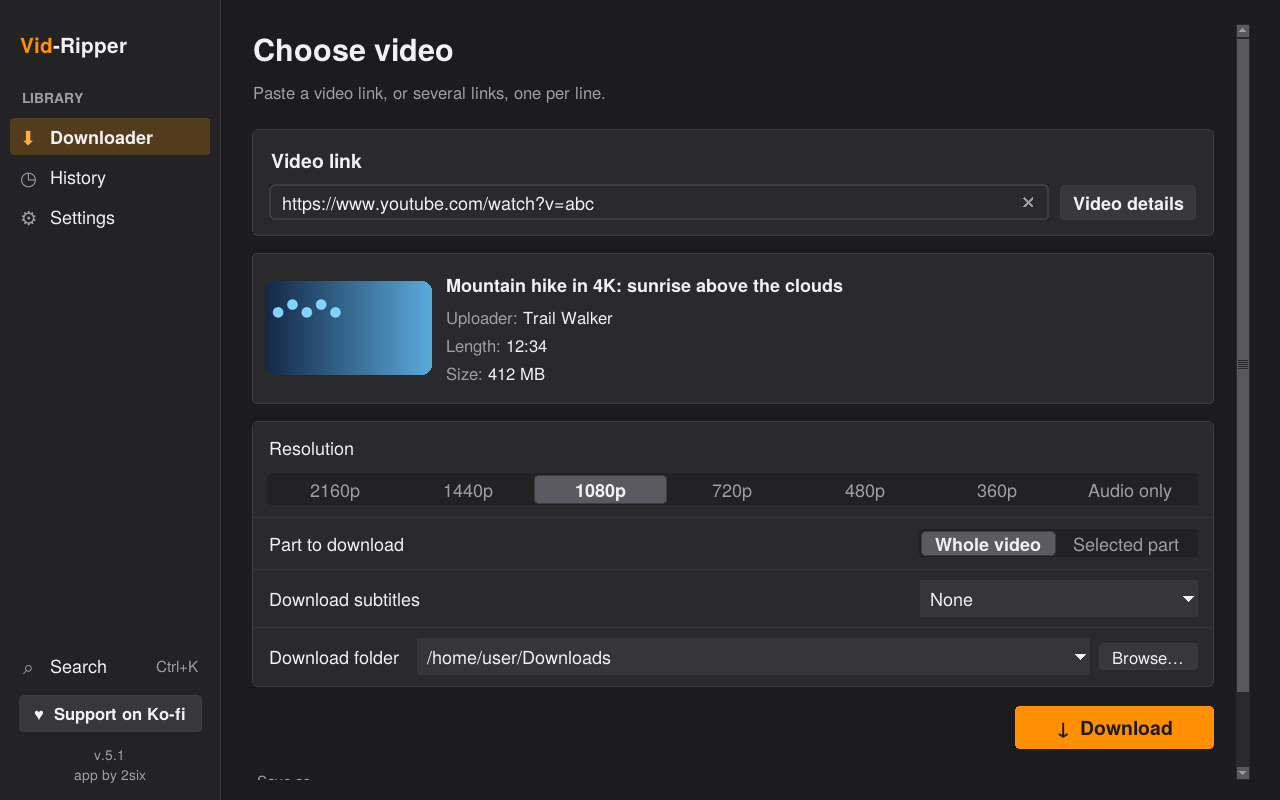 Vid-Ripper
LIBRARY
Downloader
History
Settings
Search Ctrl+K
♥ Support on Ko-fi
v.5.1
app by 2six
Choose video
Paste a video link, or several links, one per line.
Video link
https://www.youtube.com/watch?v=abc ✕ Video details
Mountain hike in 4K: sunrise above the clouds
Uploader: Trail Walker
Length: 12:34
Size: 412 MB
Resolution
2160p 1440p 1080p 720p 480p 360p Audio only
Part to download Whole video Selected part
Download subtitles None
Download folder /home/user/Downloads Browse…
↓ Download